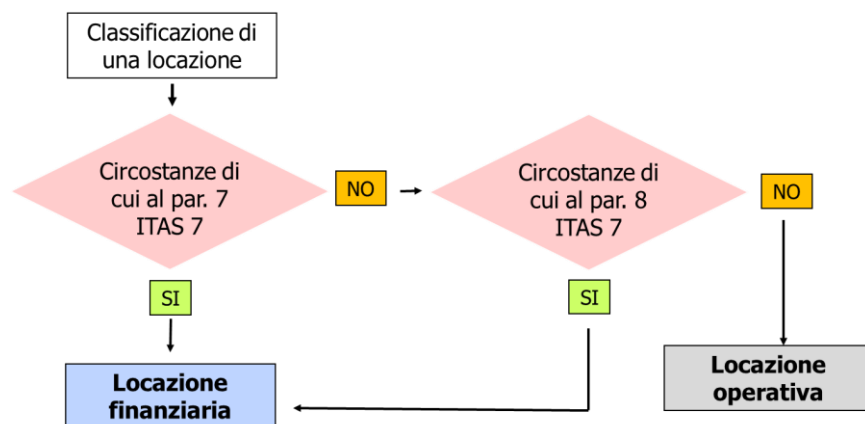 Classificazione di
una locazione
Circostanze di
cui al par. 7
ITAS 7
NO
Circostanze di
cui al par. 8
ITAS 7
NO
SI
SI
Locazione
finanziaria
Locazione
operativa